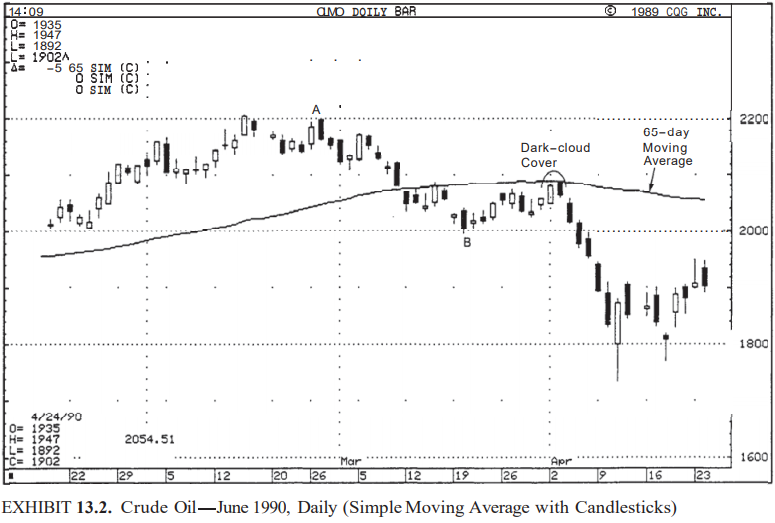 14:09 CLMO DOILY BAR © 1989 CQG INC.
O= 1935
H= 1947
L= 1892
L= 1902
Δ= -5 65 SIM (C)
0 SIM (C)
0 SIM (C)
A
2200
65-day
Moving
Average
Dark-cloud
Cover
2000
B
1800
4/24/90
O= 1935
H= 1947
L= 1892
C= 1902
2054.51
1600
Mar Apr
22 29 5 12 20 26 5 12 19 26 2 9 16 23
EXHIBIT 13.2. Crude Oil—June 1990, Daily (Simple Moving Average with Candlesticks)